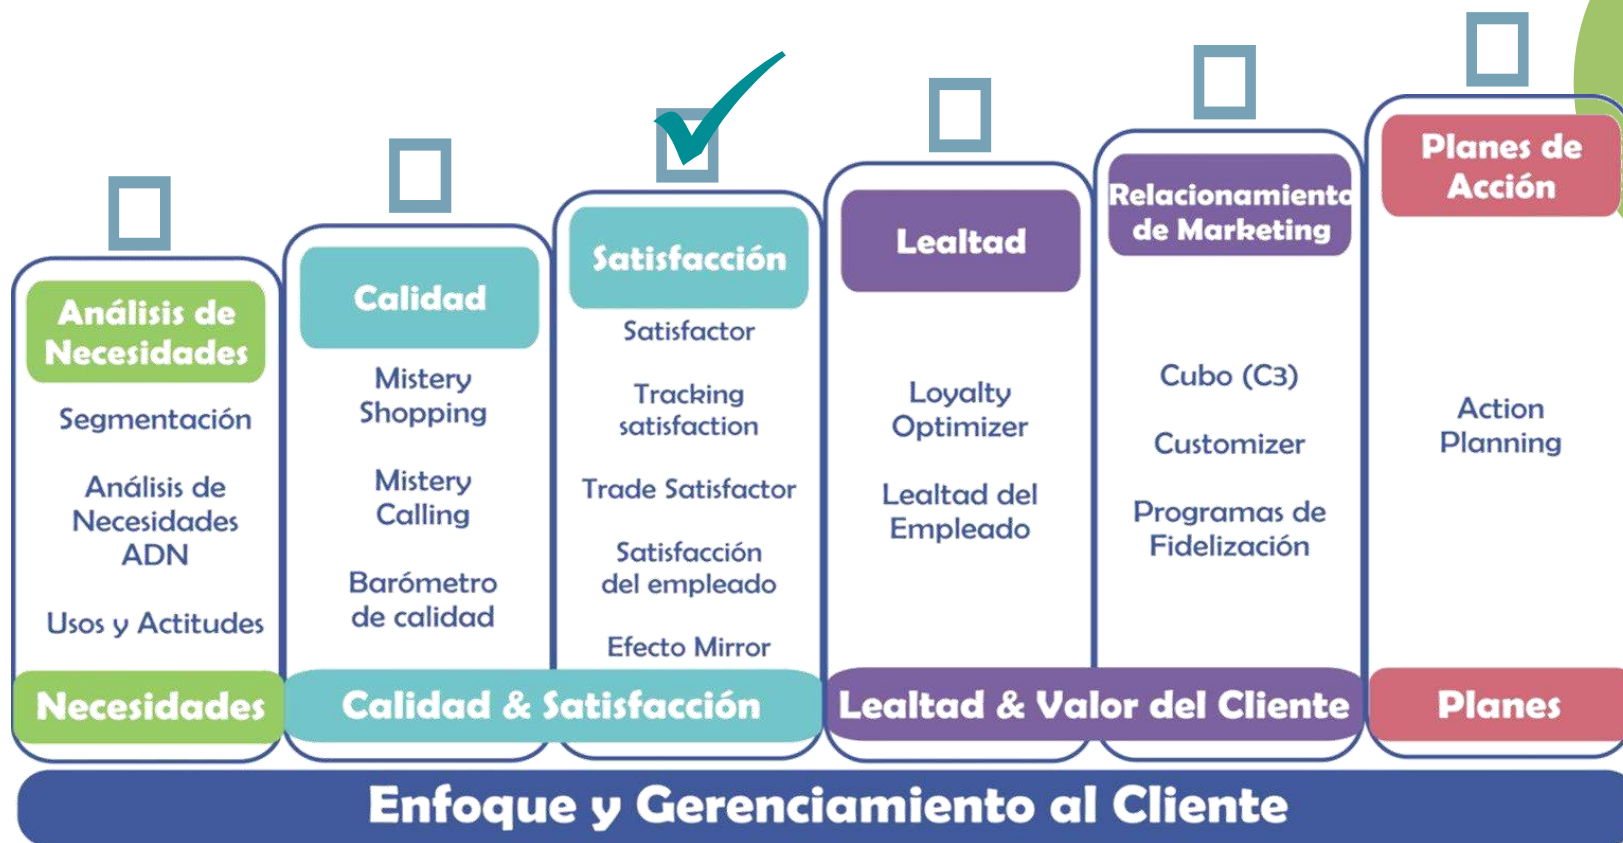 Análisis de
Necesidades
Segmentación
Análisis de
Necesidades
ADN
Usos y Actitudes
Calidad
Mistery
Shopping
Mistery
Calling
Barómetro
de calidad
Satisfacción
Satisfactor
Tracking
satisfaction
Trade Satisfactor
Satisfacción
del empleado
Efecto Mirror
Lealtad
Loyalty
Optimizer
Lealtad del
Empleado
Relacionamiento
de Marketing
Cubo (C3)
Customizer
Programas de
Fidelización
Planes de
Acción
Action
Planning
Necesidades
Calidad & Satisfacción
Lealtad & Valor del Cliente
Planes
Enfoque y Gerenciamiento al Cliente